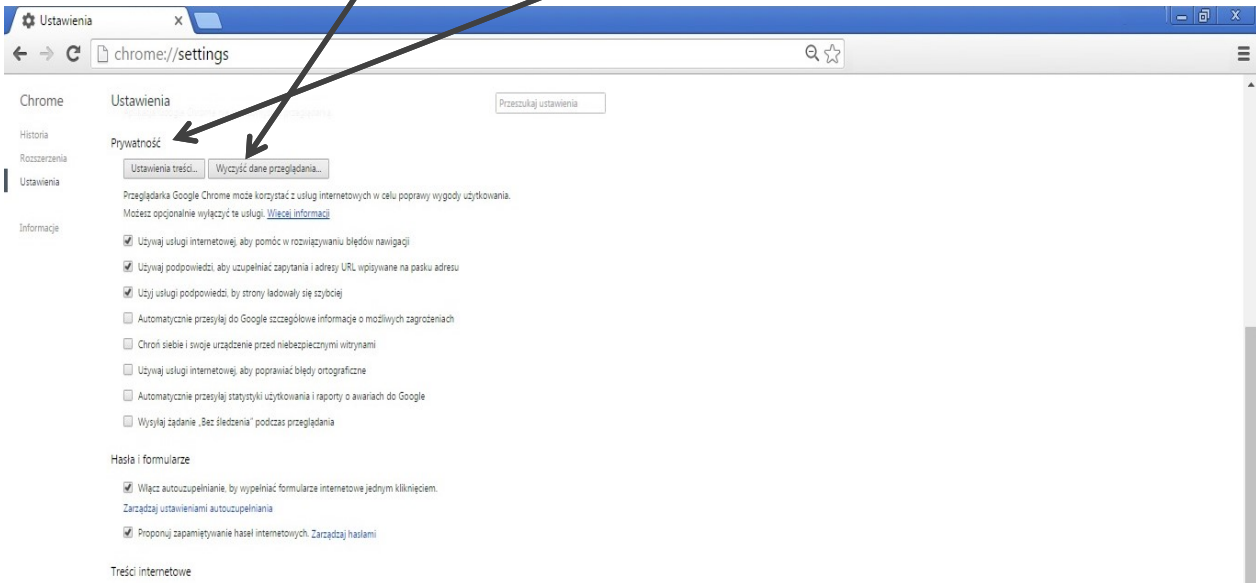 Ustawienia
chrome://settings
Chrome
Ustawienia
Przeszukaj ustawienia
Historia
Rozszerzenia
Ustawienia
Informacje
Prywatność
Ustawienia treści...
Wyczyść dane przeglądania...
Przeglądarka Google Chrome może korzystać z usług internetowych w celu poprawy wygody użytkowania.
Możesz opcjonalnie wyłączyć te usługi. Więcej informacji
Używaj usługi internetowej, aby pomóc w rozwiązywaniu błędów nawigacji
Używaj podpowiedzi, aby uzupełniać zapytania i adresy URL wpisywane na pasku adresu
Użyj usługi podpowiedzi, by strony ładowały się szybciej
Automatycznie przesyłaj do Google szczegółowe informacje o możliwych zagrożeniach
Chroń siebie i swoje urządzenie przed niebezpiecznymi witrynami
Używaj usługi internetowej, aby poprawiać błędy ortograficzne
Automatycznie przesyłaj statystyki użytkowania i raporty o awariach do Google
Wysyłaj żądanie „Bez śledzenia” podczas przeglądania
Hasła i formularze
Włącz autouzupełnianie, by wypełniać formularze internetowe jednym kliknięciem.
Zarządzaj ustawieniami autouzupełniania
Proponuj zapamiętywanie haseł internetowych. Zarządzaj hasłami
Treści internetowe